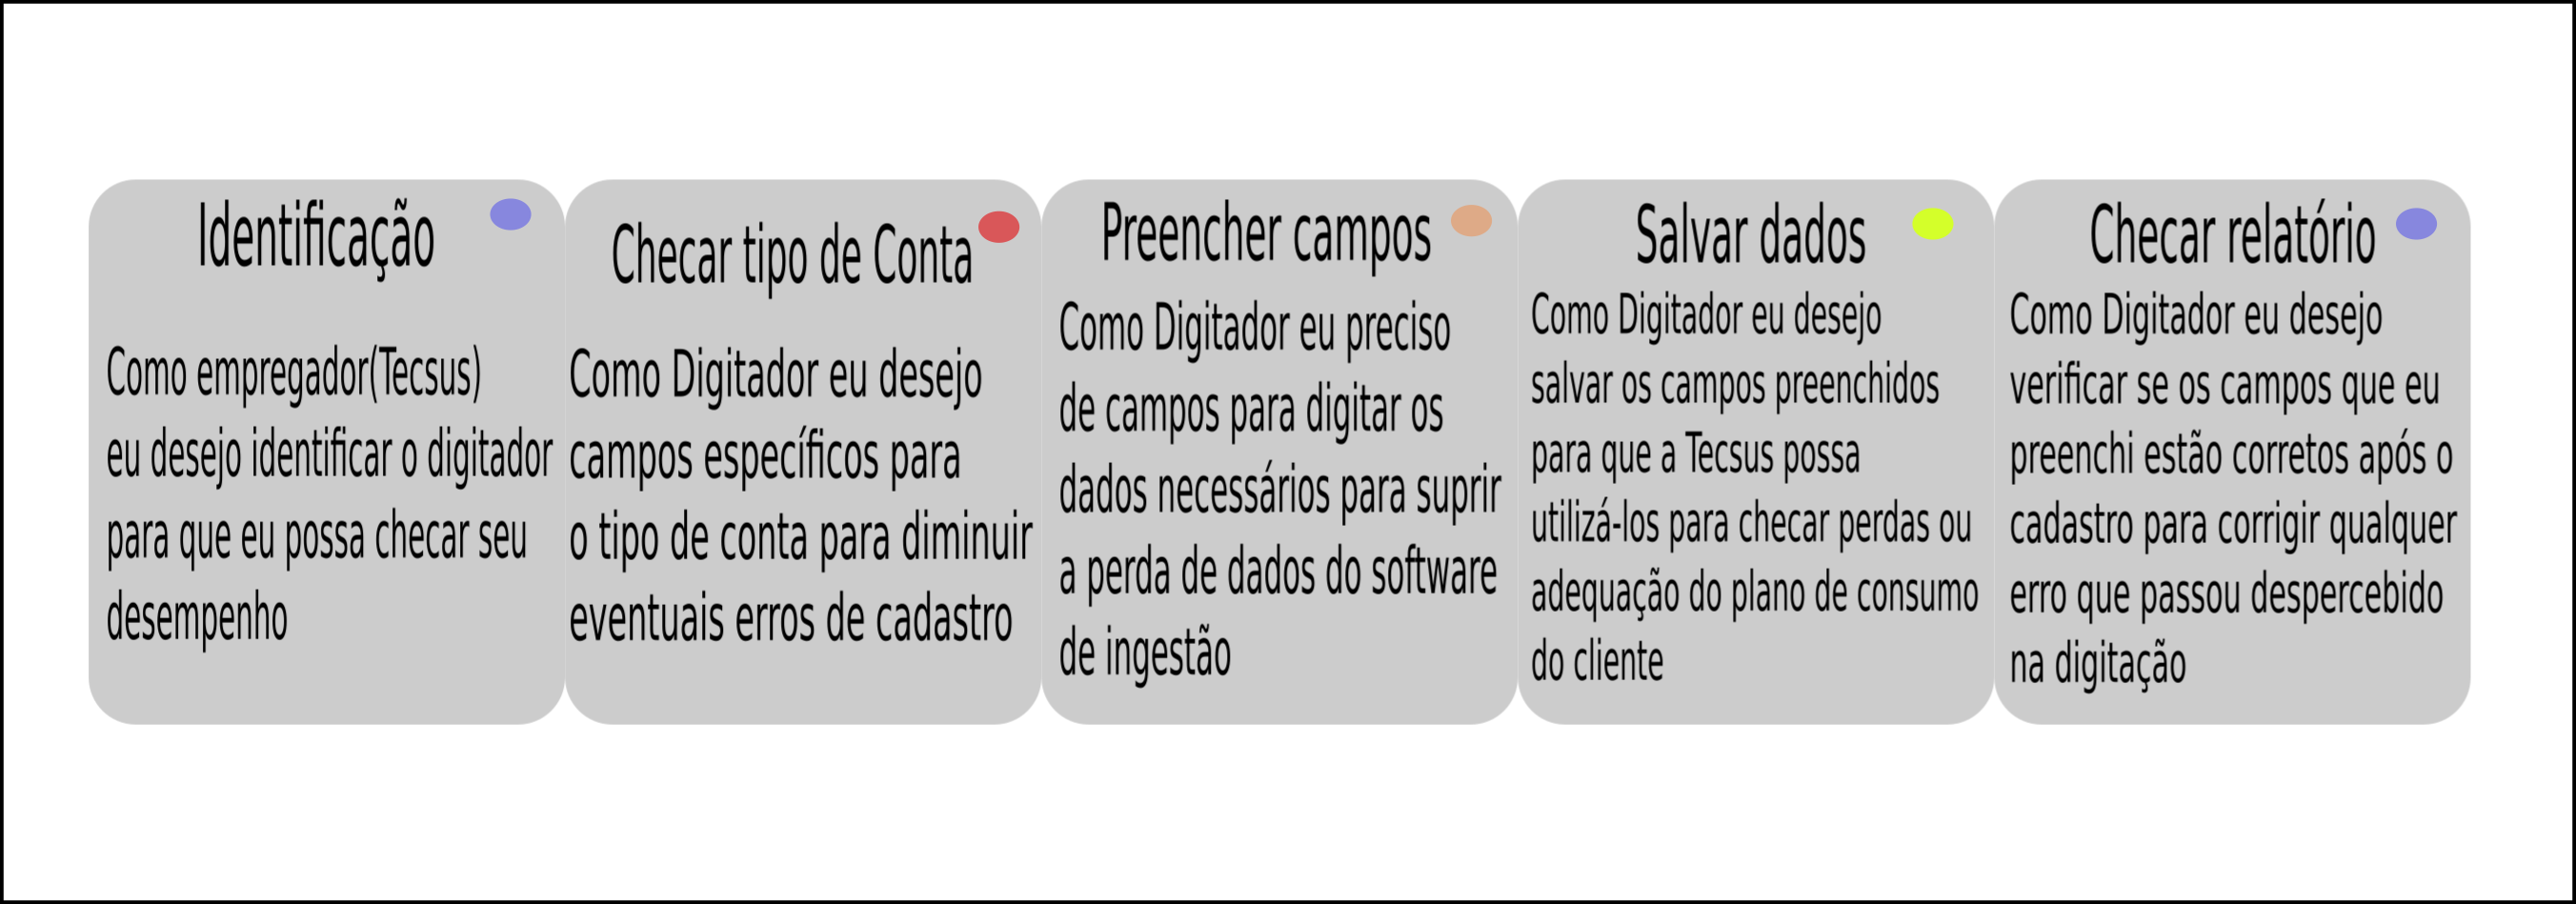 Identificação
Como empregador(Tecsus)
eu desejo identificar o digitador
para que eu possa checar seu
desempenho
Checar tipo de Conta
Como Digitador eu desejo
campos específicos para
o tipo de conta para diminuir
eventuais erros de cadastro
Preencher campos
Como Digitador eu preciso
de campos para digitar os
dados necessários para suprir
a perda de dados do software
de ingestão
Salvar dados
Como Digitador eu desejo
salvar os campos preenchidos
para que a Tecsus possa
utilizá-los para checar perdas ou
adequação do plano de consumo
do cliente
Checar relatório
Como Digitador eu desejo
verificar se os campos que eu
preenchi estão corretos após o
cadastro para corrigir qualquer
erro que passou despercebido
na digitação